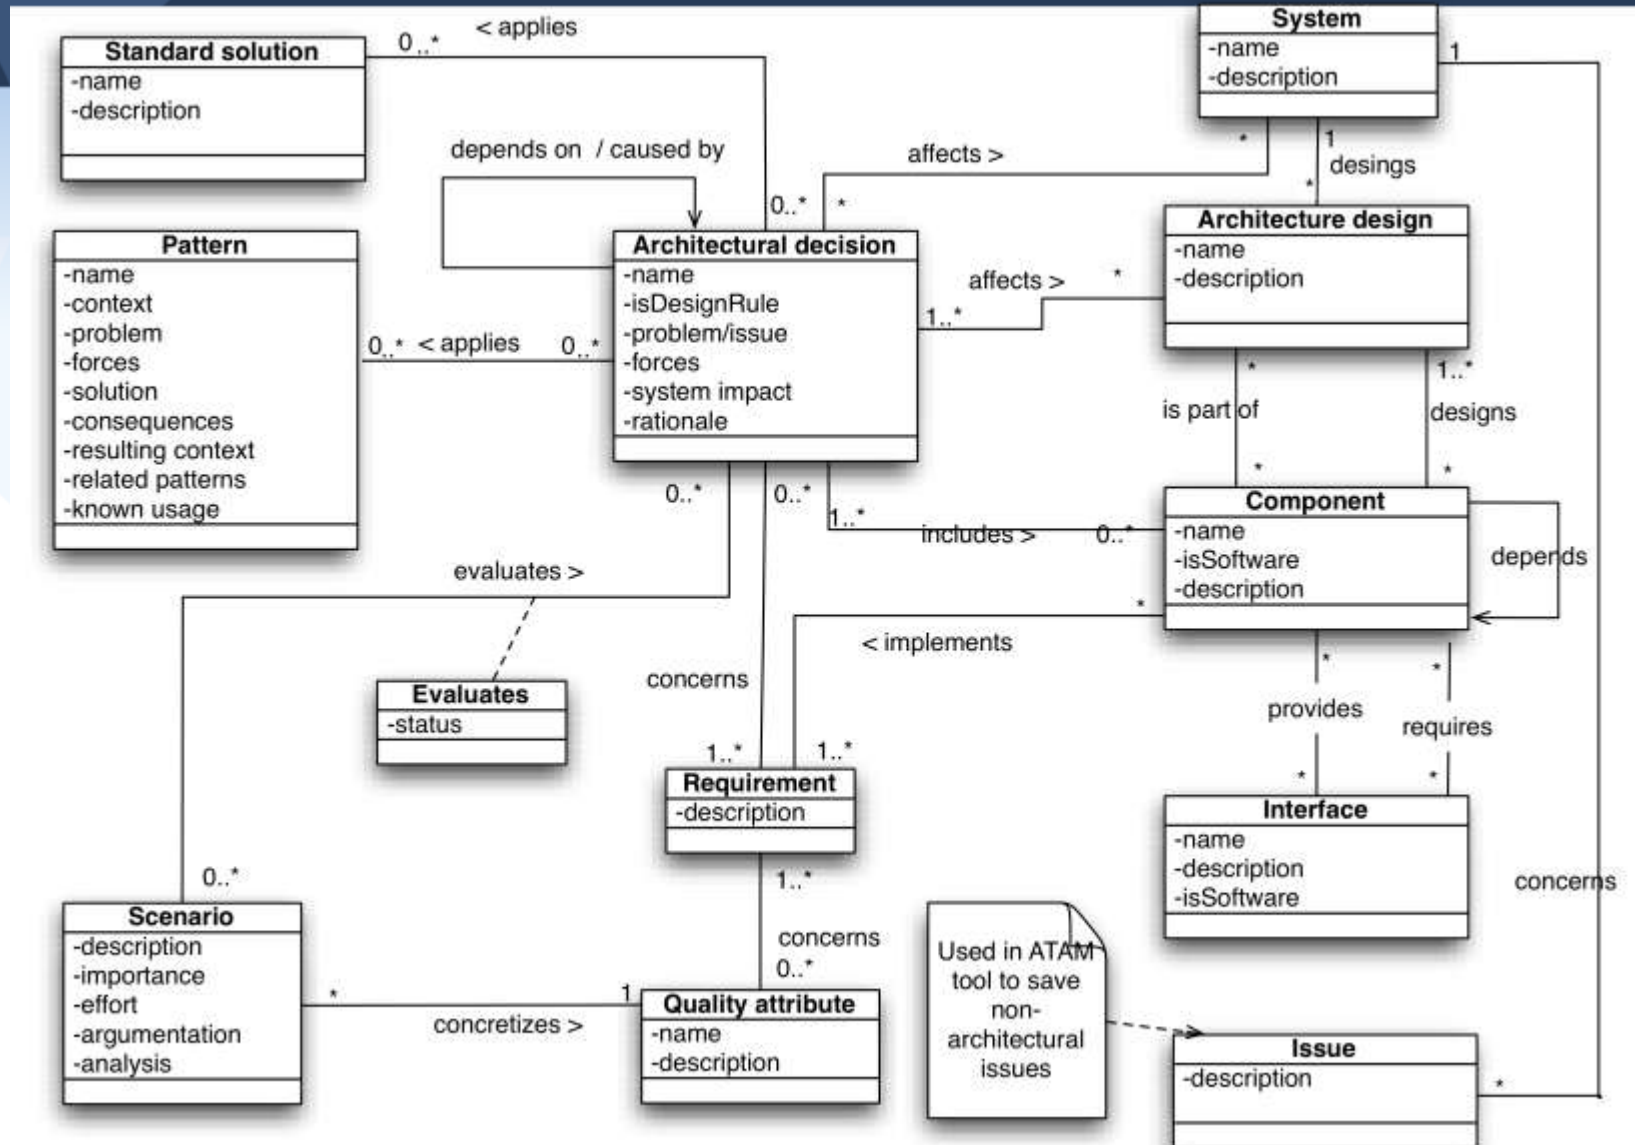 Standard solution
-name
-description
0..*
< applies
System
-name
-description
1
*
1
desings
*
depends on / caused by
affects >
0..*
*
Pattern
-name
-context
-problem
-forces
-solution
-consequences
-resulting context
-related patterns
-known usage
0..*
< applies
0..*
Architectural decision
-name
-isDesignRule
-problem/issue
-forces
-system impact
-rationale
affects >
*
1..*
Architecture design
-name
-description
*
is part of
*
1..*
designs
*
0..*
0..*
1..*
includes >
0..*
Component
-name
-isSoftware
-description
depends
evaluates >
*
< implements
Evaluates
-status
concerns
*
provides
*
*
requires
*
1..*
1..*
Requirement
-description
Interface
-name
-description
-isSoftware
concerns
0..*
1..*
concerns
0..*
Scenario
-description
-importance
-effort
-argumentation
-analysis
*
concretizes >
1
Quality attribute
-name
-description
Used in ATAM
tool to save
non-
architectural
issues
Issue
-description
*